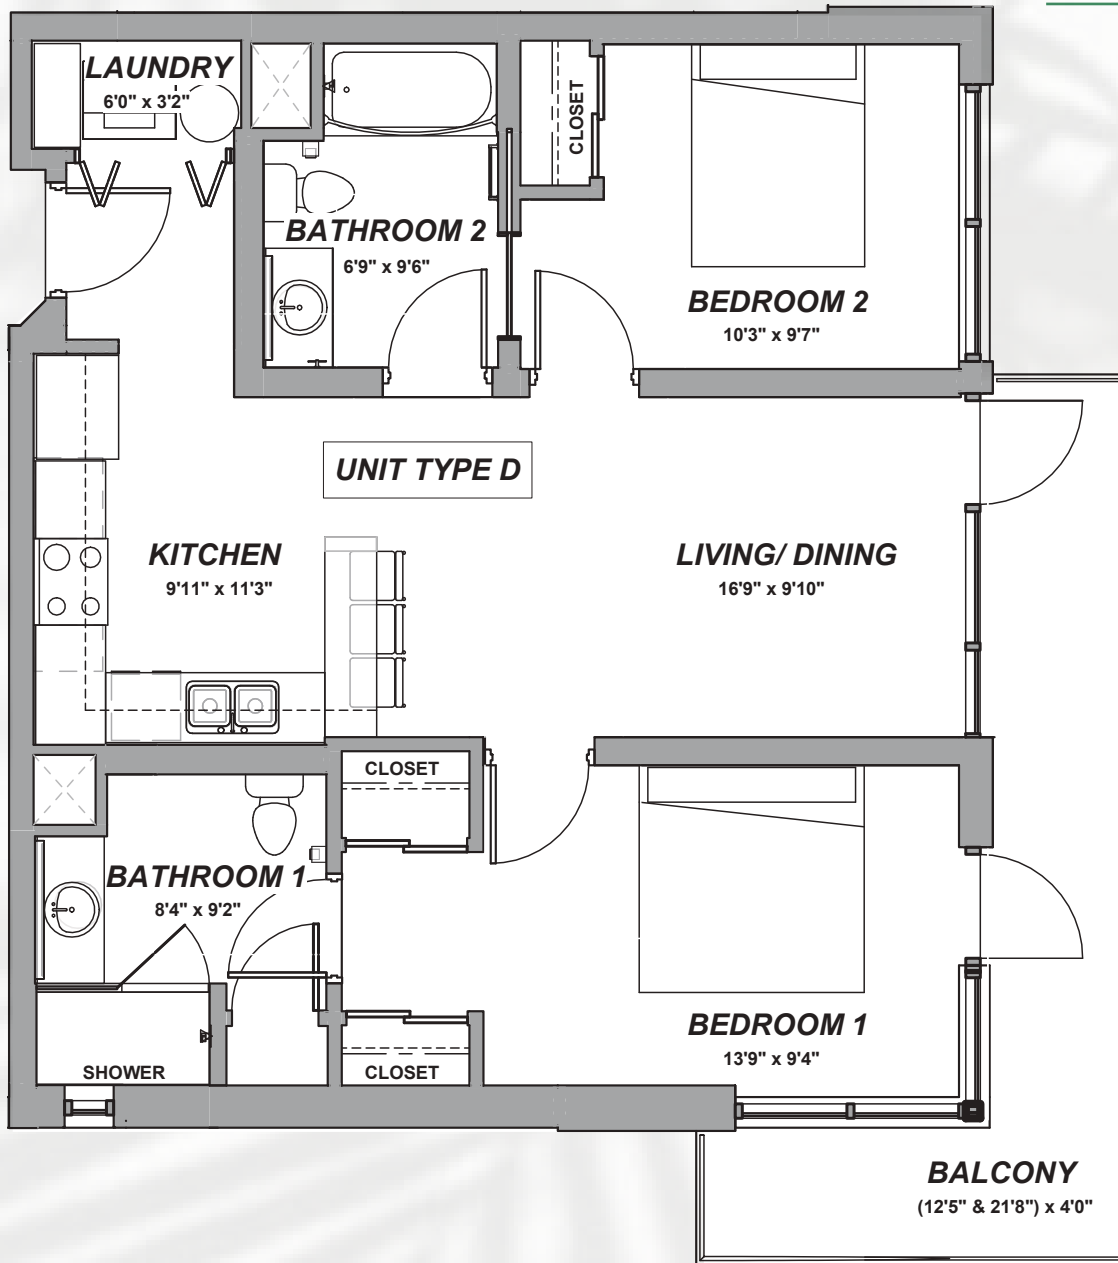 LAUNDRY
6'0" x 3'2"
CLOSET
BATHROOM 2
6'9" x 9'6"
BEDROOM 2
10'3" x 9'7"
UNIT TYPE D
KITCHEN
9'11" x 11'3"
LIVING/ DINING
16'9" x 9'10"
CLOSET
BATHROOM 1
8'4" x 9'2"
BEDROOM 1
13'9" x 9'4"
SHOWER
CLOSET
BALCONY
(12'5" & 21'8") x 4'0"